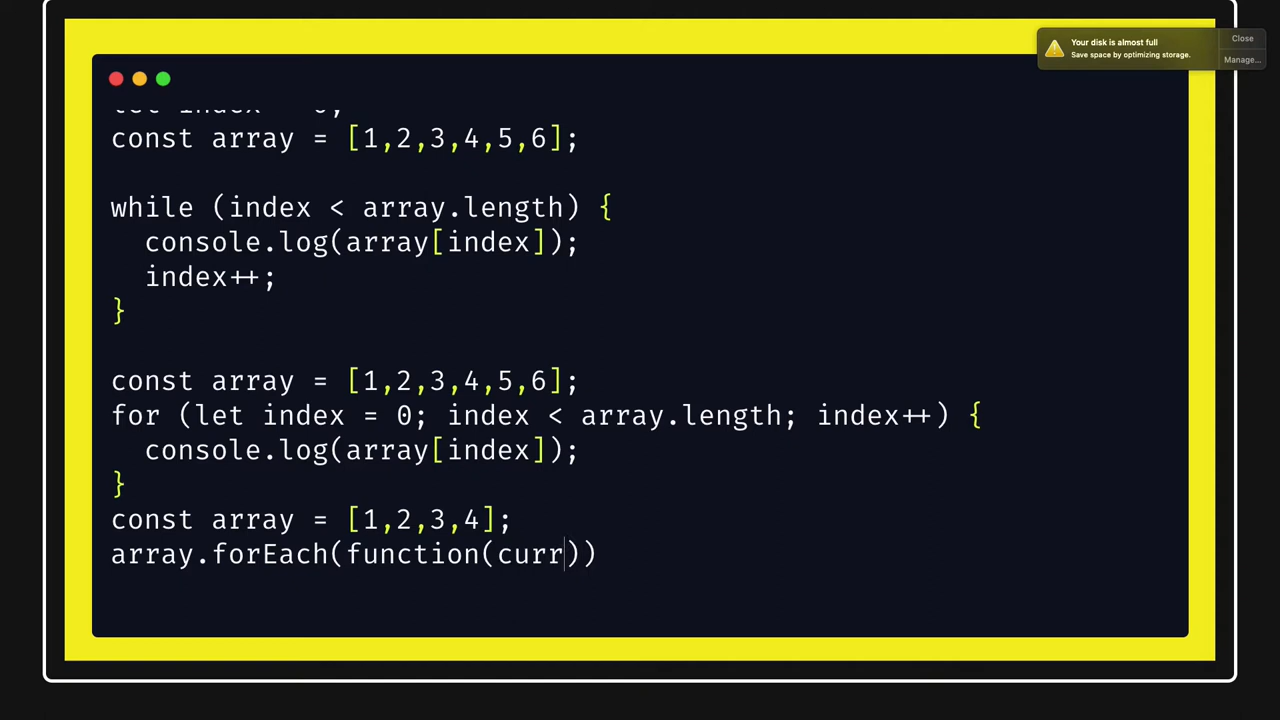 Your disk is almost full
Close
Save space by optimizing storage.
Manage...
let index = 0;
const array = [1,2,3,4,5,6];
while (index < array.length) {
console.log(array[index]);
index++;
}
const array = [1,2,3,4,5,6];
for (let index = 0; index < array.length; index++) {
console.log(array[index]);
}
const array = [1,2,3,4];
array.forEach(function(curr))